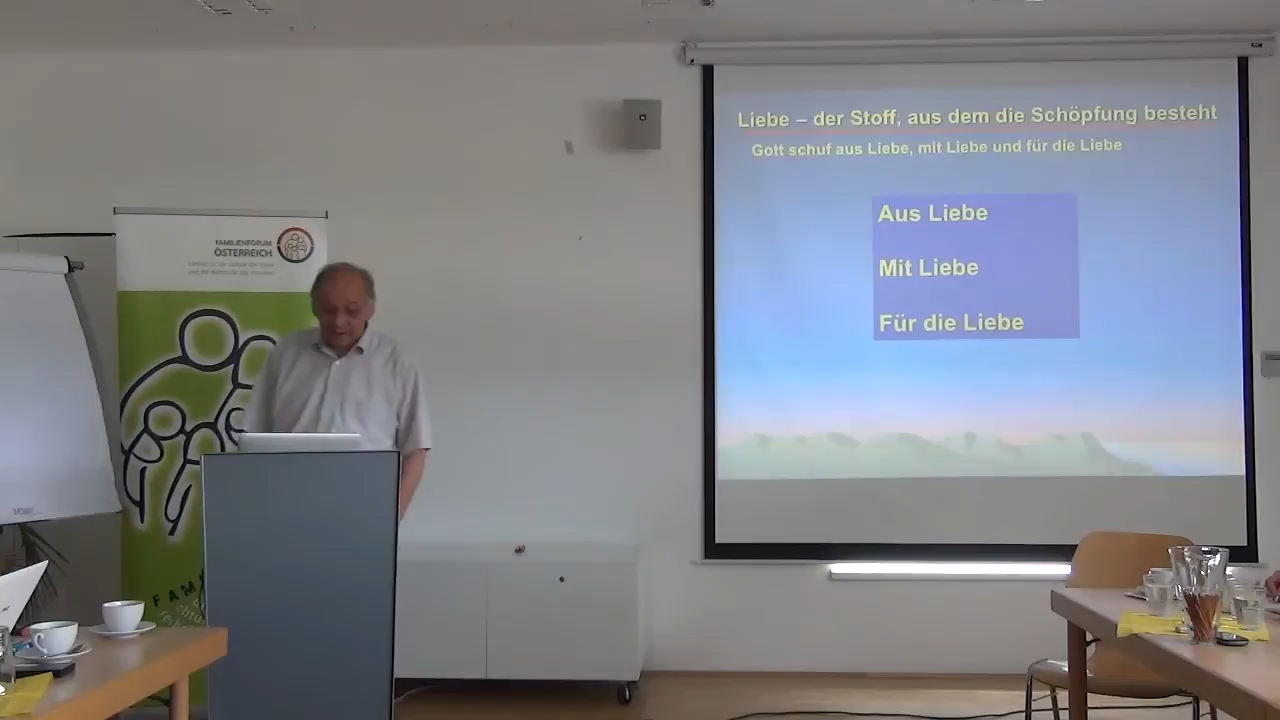 Liebe – der Stoff, aus dem die Schöpfung besteht
Gott schuf aus Liebe, mit Liebe und für die Liebe
Aus Liebe
Mit Liebe
Für die Liebe
FAMILIENFORUM
ÖSTERREICH